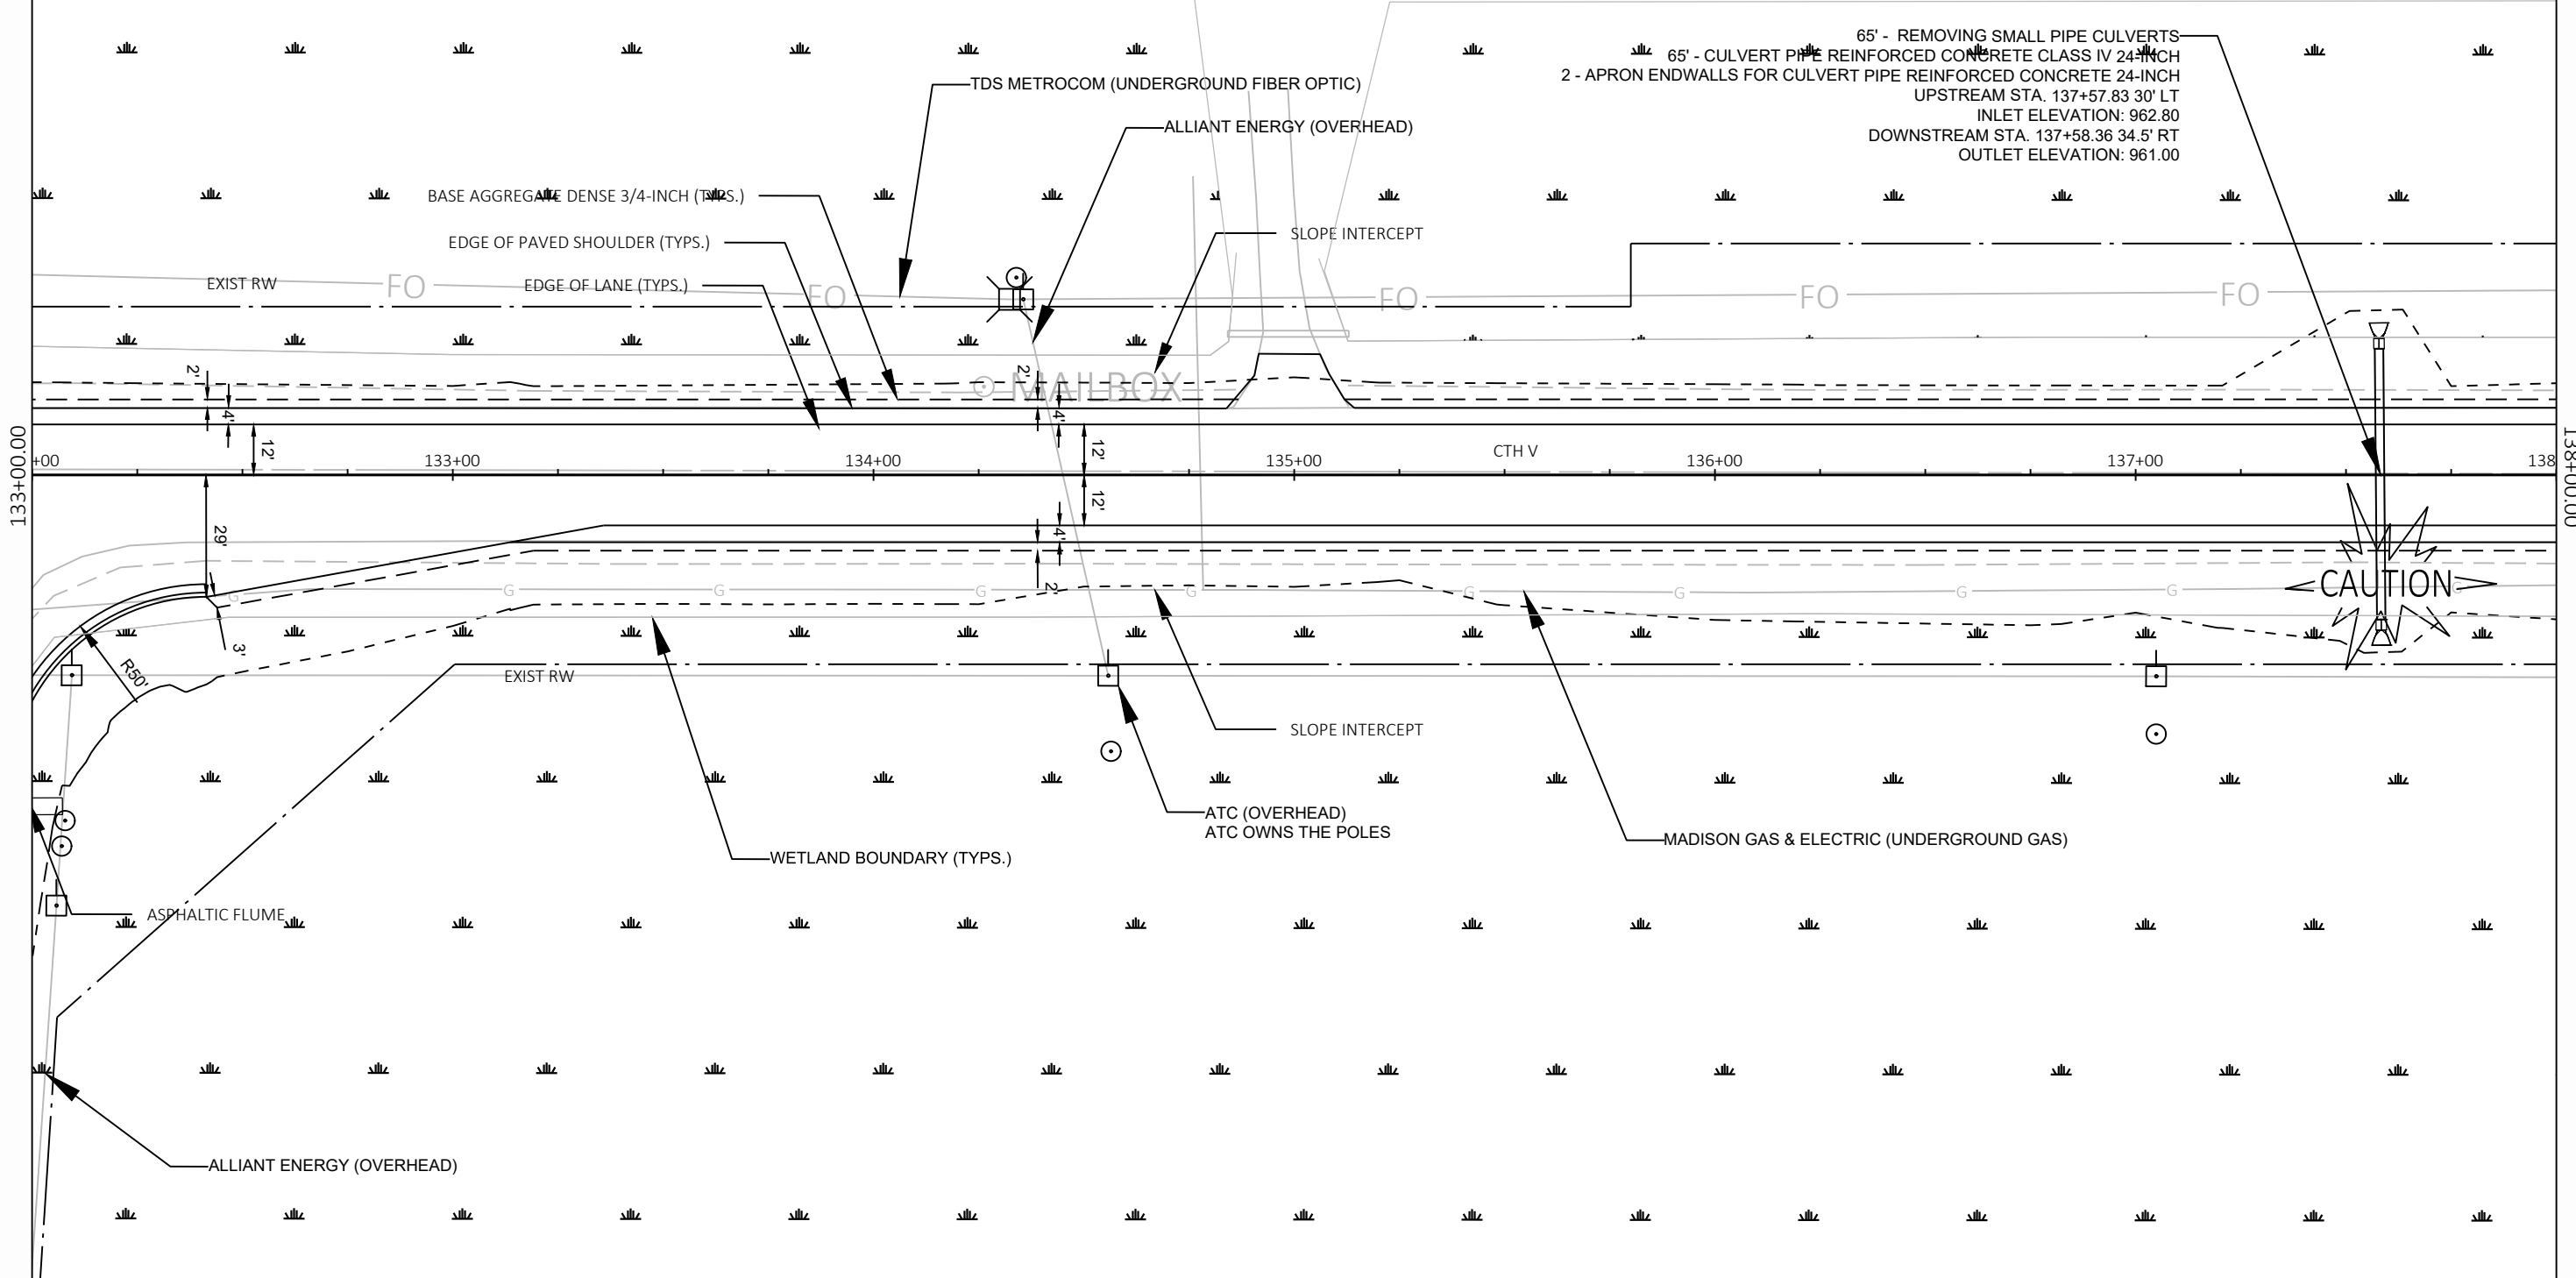 65' - REMOVING SMALL PIPE CULVERTS
65' - CULVERT PIPE REINFORCED CONCRETE CLASS IV 24-INCH
2 - APRON ENDWALLS FOR CULVERT PIPE REINFORCED CONCRETE 24-INCH
UPSTREAM STA. 137+57.83 30' LT
INLET ELEVATION: 962.80
DOWNSTREAM STA. 137+58.36 34.5' RT
OUTLET ELEVATION: 961.00
TDS METROCOM (UNDERGROUND FIBER OPTIC)
ALLIANT ENERGY (OVERHEAD)
BASE AGGREGATE DENSE 3/4-INCH (TYPS.)
EDGE OF PAVED SHOULDER (TYPS.)
SLOPE INTERCEPT
EXIST RW
FO
EDGE OF LANE (TYPS.)
FO
FO
FO
FO
2'
2'
MAILBOX
4'
4'
12'
12'
CTH V
133+00.00
+00
133+00
134+00
135+00
136+00
137+00
138
138+00.00
12'
29'
4'
2'
G
G
G
G
G
G
G
G
G
G
CAUTION
3'
R50'
EXIST RW
SLOPE INTERCEPT
ATC (OVERHEAD)
ATC OWNS THE POLES
MADISON GAS & ELECTRIC (UNDERGROUND GAS)
WETLAND BOUNDARY (TYPS.)
ASPHALTIC FLUME
ALLIANT ENERGY (OVERHEAD)